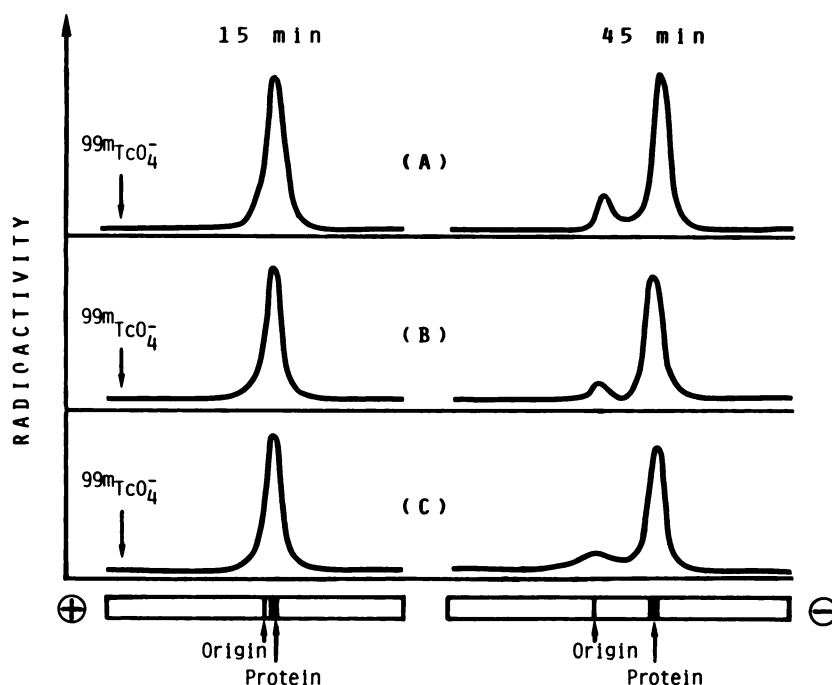 15 min 45 min
99mTcO4-
(A)
99mTcO4-
(B)
99mTcO4-
(C)
RADIOACTIVITY
+ −
Origin Origin
Protein Protein